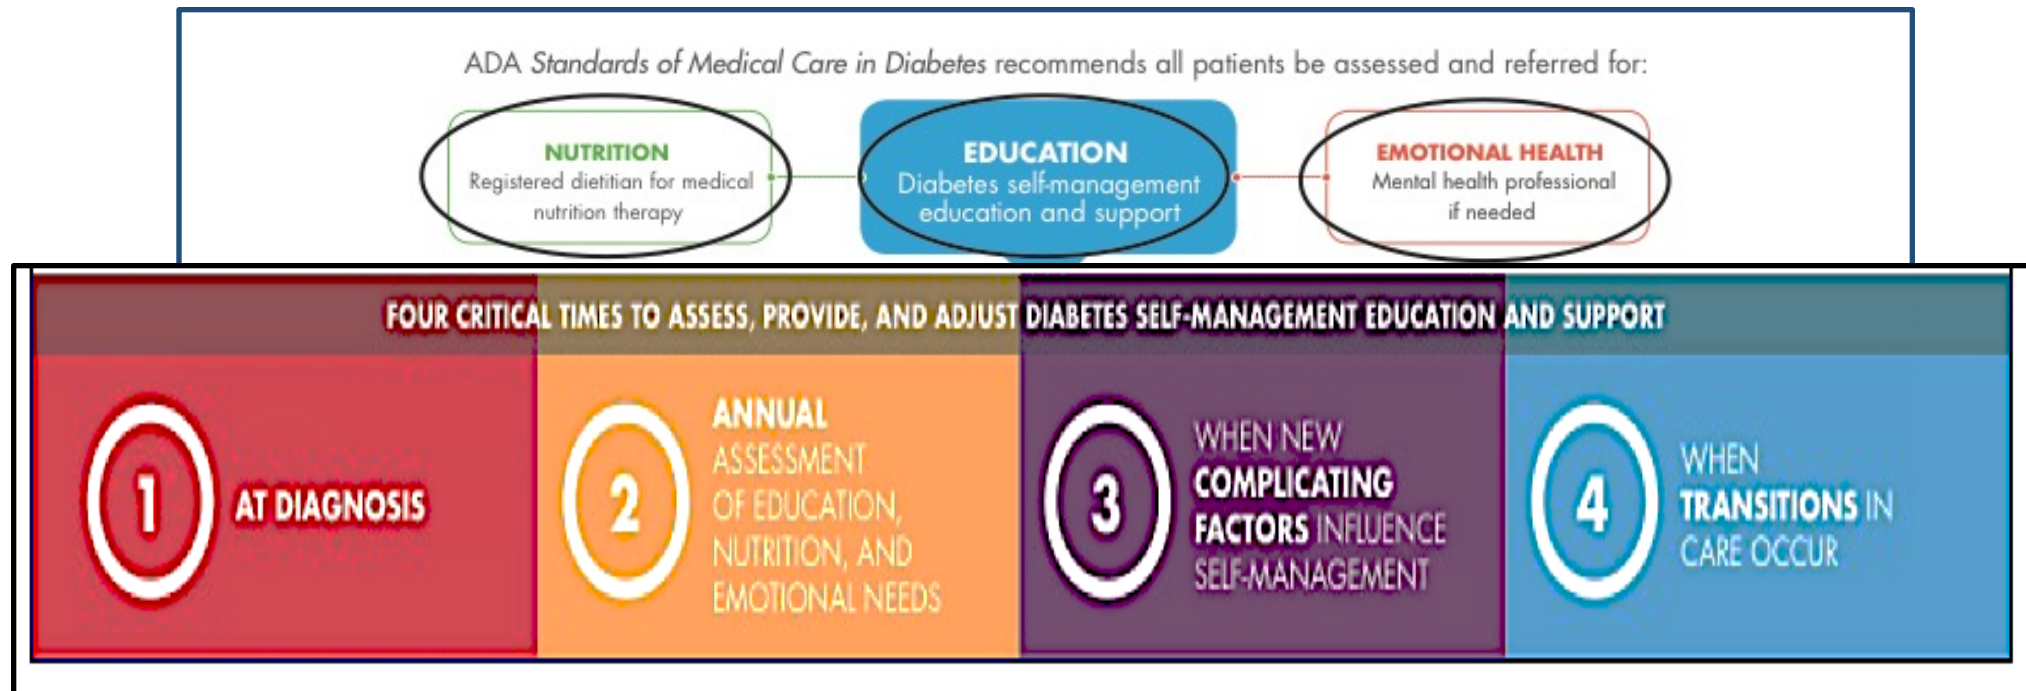 ADA Standards of Medical Care in Diabetes recommends all patients be assessed and referred for:
NUTRITION
Registered dietitian for medical
nutrition therapy
EDUCATION
Diabetes self-management
education and support
EMOTIONAL HEALTH
Mental health professional
if needed
FOUR CRITICAL TIMES TO ASSESS, PROVIDE, AND ADJUST DIABETES SELF-MANAGEMENT EDUCATION AND SUPPORT
1
AT DIAGNOSIS
2
ANNUAL
ASSESSMENT
OF EDUCATION,
NUTRITION, AND
EMOTIONAL NEEDS
3
WHEN NEW
COMPLICATING
FACTORS INFLUENCE
SELF-MANAGEMENT
4
WHEN
TRANSITIONS IN
CARE OCCUR